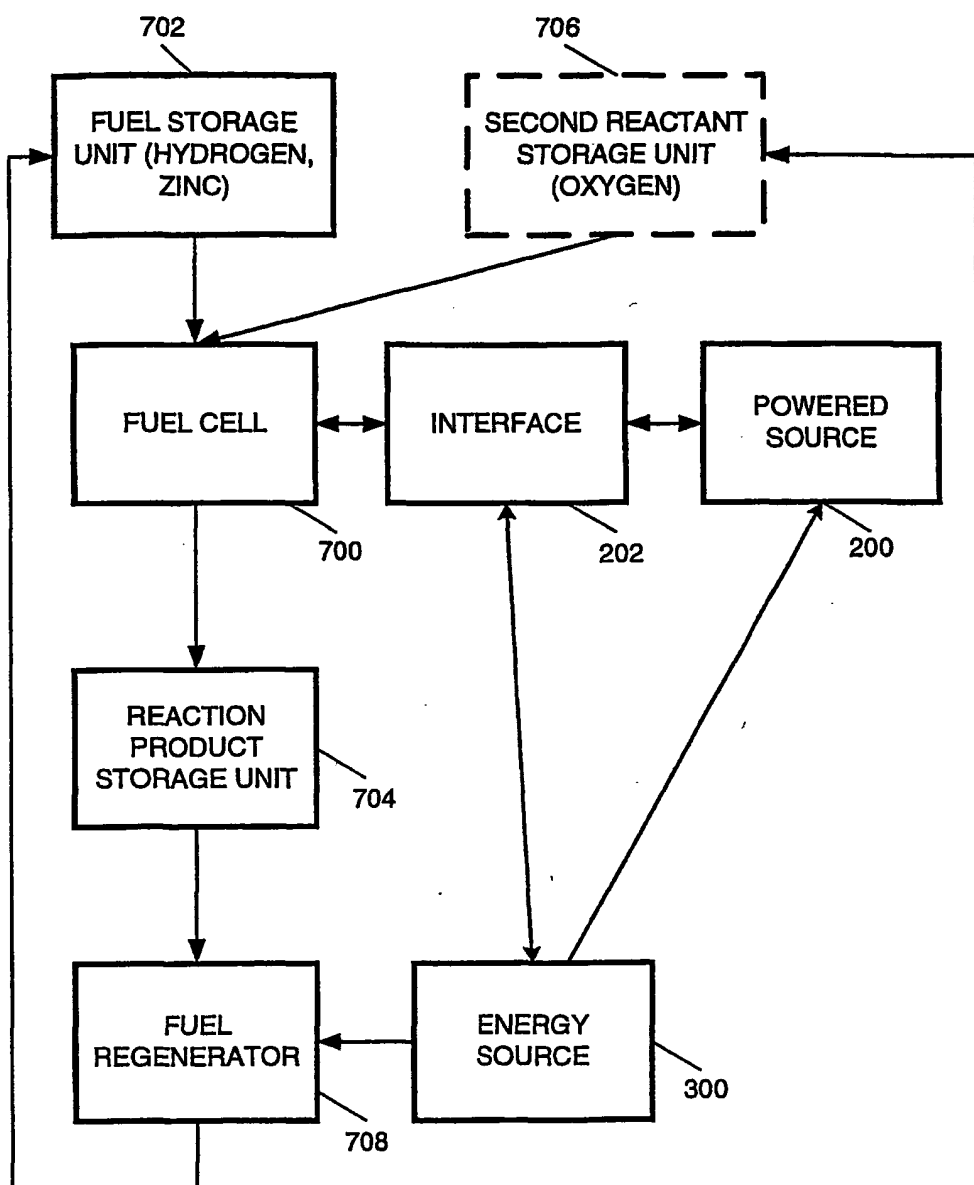 702
706
FUEL STORAGE
UNIT (HYDROGEN,
ZINC)
SECOND REACTANT
STORAGE UNIT
(OXYGEN)
FUEL CELL
INTERFACE
POWERED
SOURCE
700
202
200
REACTION
PRODUCT
STORAGE UNIT
704
FUEL
REGENERATOR
ENERGY
SOURCE
300
708